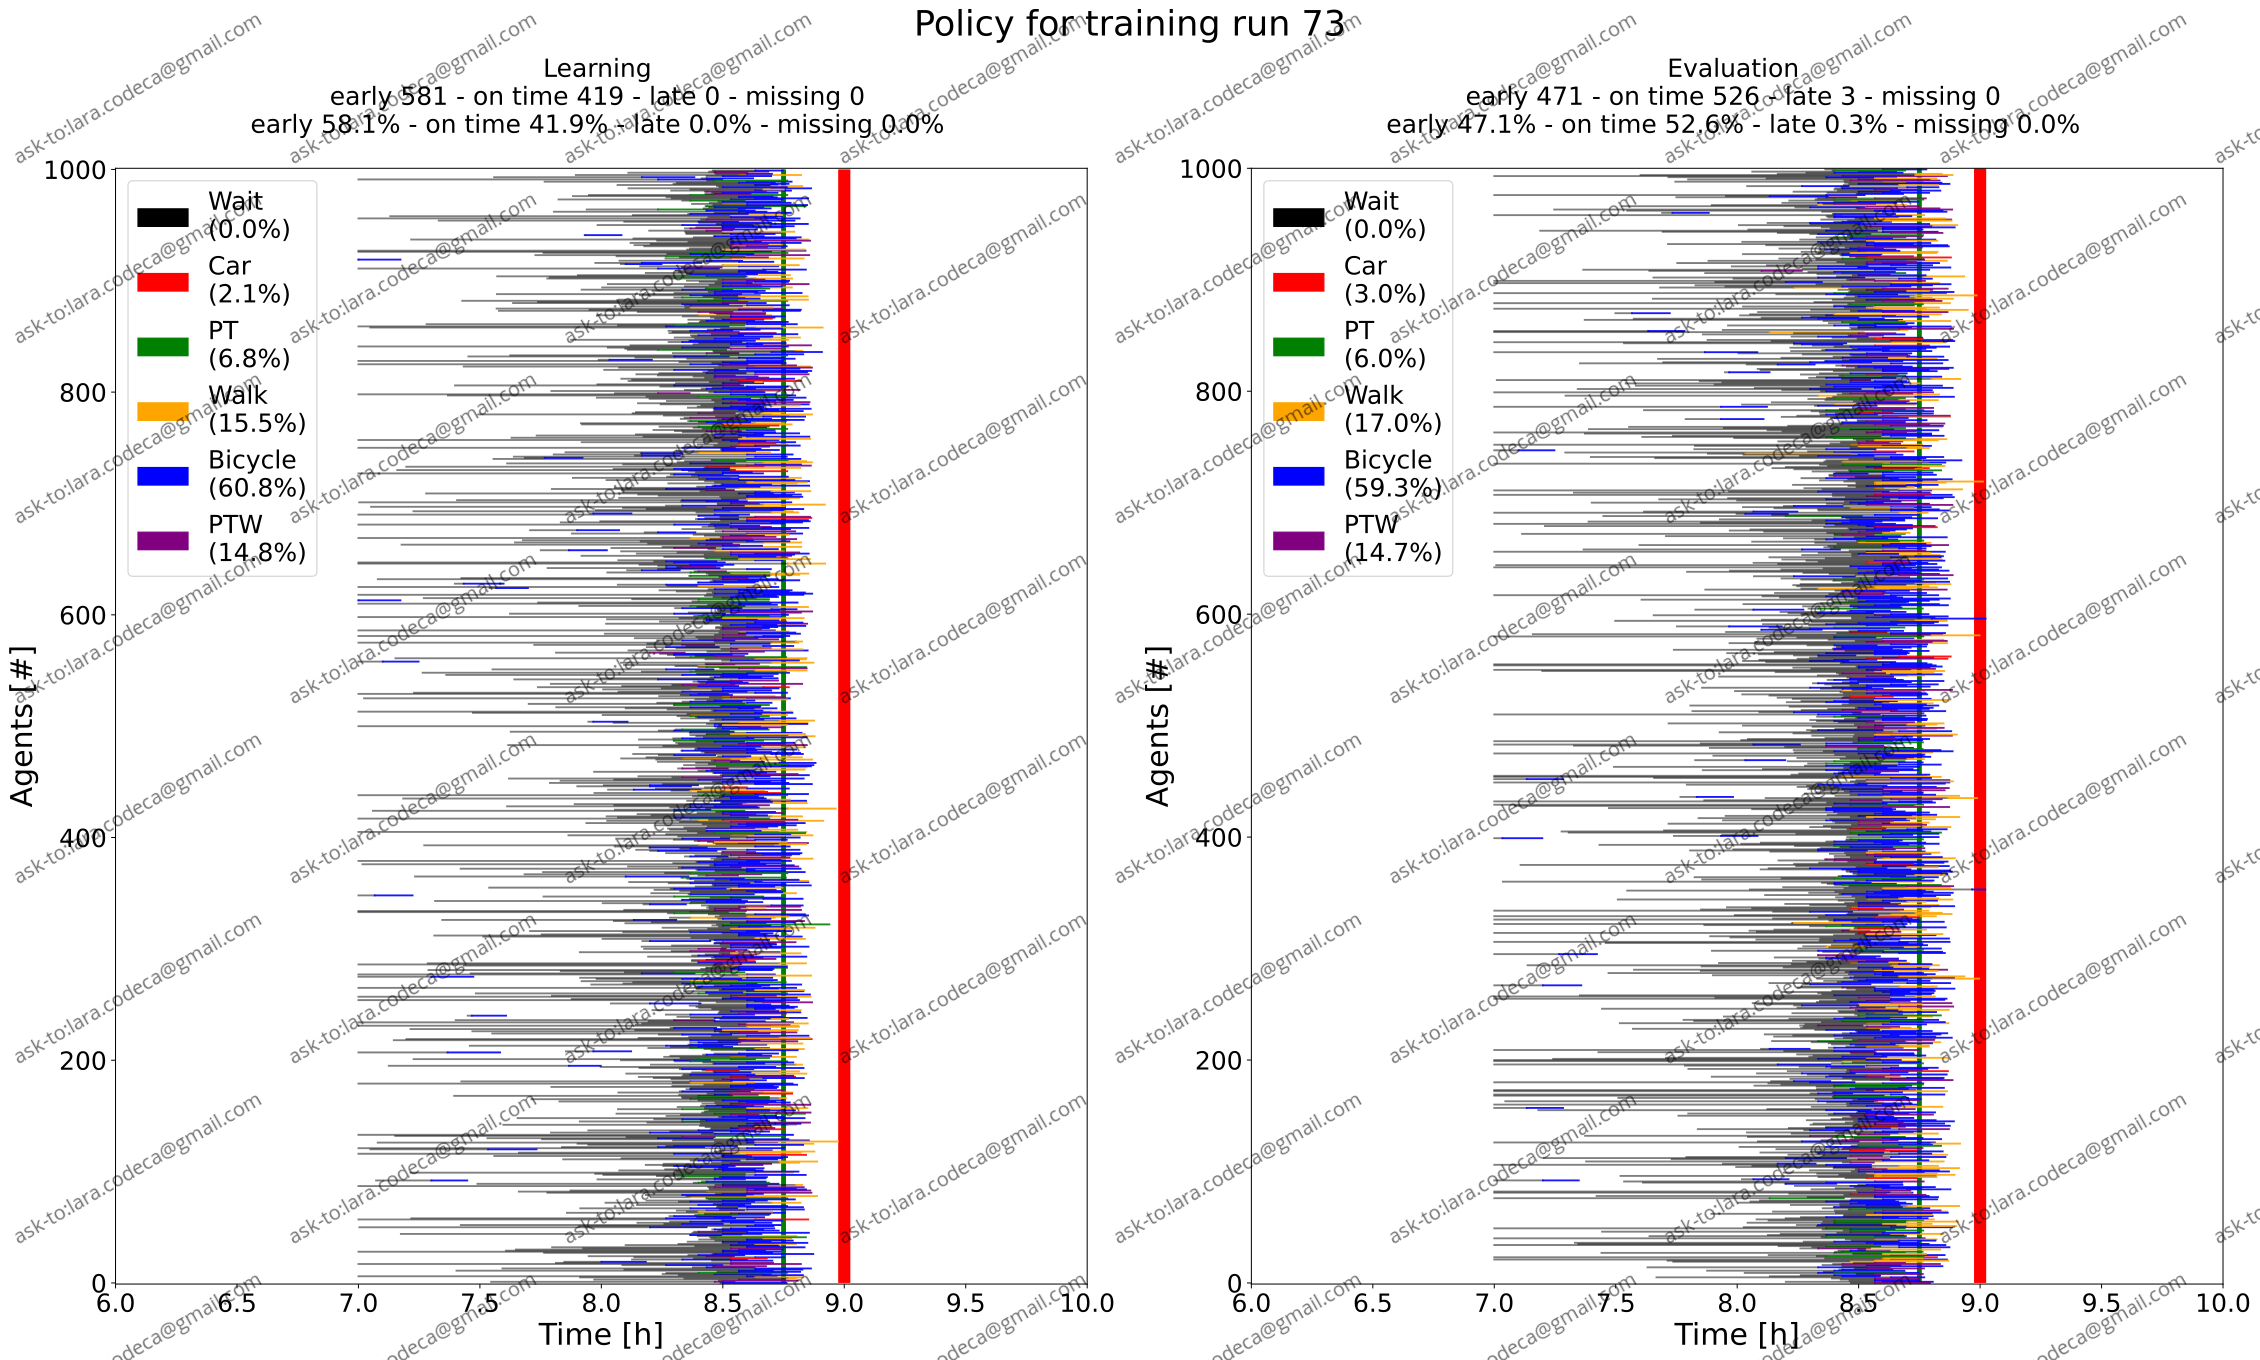 Policy for training run 73
Learning
early 581 - on time 419 - late 0 - missing 0
early 58.1% - on time 41.9% - late 0.0% - missing 0.0%
1000
800
600
400
200
0
Agents [#]
Wait
(0.0%)
Car
(2.1%)
PT
(6.8%)
Walk
(15.5%)
Bicycle
(60.8%)
PTW
(14.8%)
6.0 6.5 7.0 7.5 8.0 8.5 9.0 9.5 10.0
Time [h]
Evaluation
early 471 - on time 526 - late 3 - missing 0
early 47.1% - on time 52.6% - late 0.3% - missing 0.0%
1000
800
600
400
200
0
Agents [#]
Wait
(0.0%)
Car
(3.0%)
PT
(6.0%)
Walk
(17.0%)
Bicycle
(59.3%)
PTW
(14.7%)
6.0 6.5 7.0 7.5 8.0 8.5 9.0 9.5 10.0
Time [h]
ask-to:lara.codeca@gmail.com